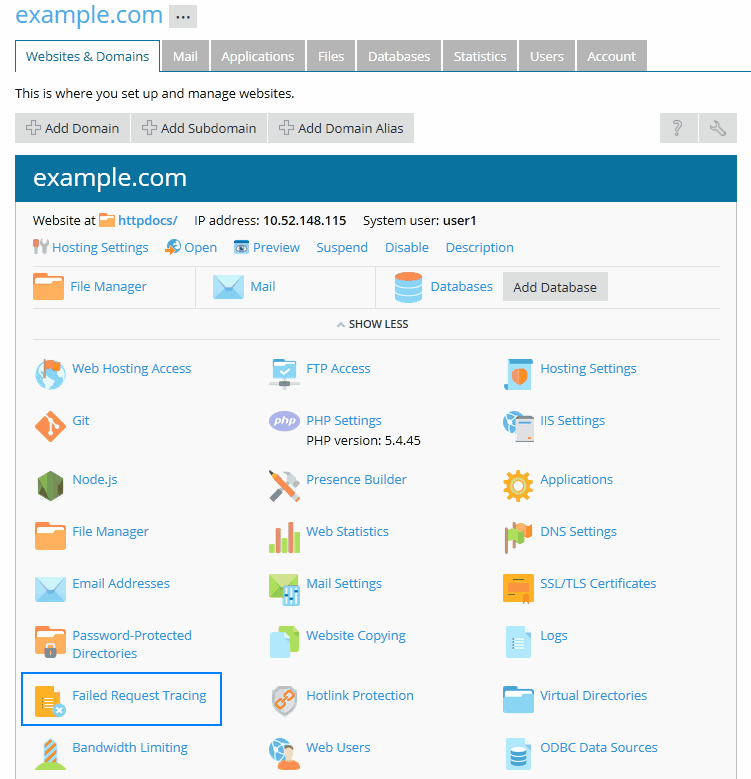 example.com ...
Websites & Domains Mail Applications Files Databases Statistics Users Account
This is where you set up and manage websites.
Add Domain Add Subdomain Add Domain Alias ?
example.com
Website at httpdocs/ IP address: 10.52.148.115 System user: user1
Hosting Settings Open Preview Suspend Disable Description
File Manager Mail Databases Add Database
SHOW LESS
Web Hosting Access FTP Access Hosting Settings
Git PHP Settings IIS Settings
php
PHP version: 5.4.45
Node.js Presence Builder Applications
File Manager Web Statistics DNS Settings
Email Addresses Mail Settings SSL/TLS Certificates
Password-Protected Website Copying Logs
Directories
Failed Request Tracing Hotlink Protection Virtual Directories
Bandwidth Limiting Web Users ODBC Data Sources